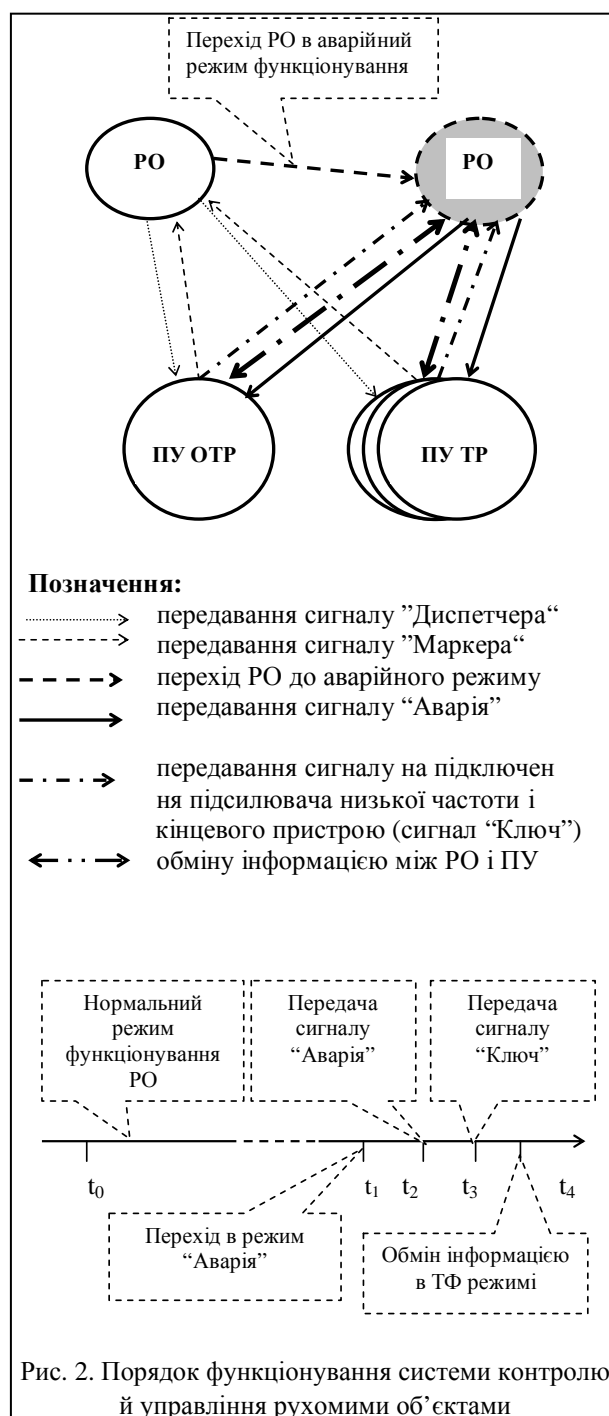 Перехід РО в аварійний
режим функціонування
РО
РО
ПУ ОТР
ПУ ТР
Позначення:
передавання сигналу ”Диспетчера“
передавання сигналу ”Маркера“
перехід РО до аварійного режиму
передавання сигналу “Аварія”
передавання сигналу на підключен
ня підсилювача низької частоти і
кінцевого пристрою (сигнал “Ключ”)
обміну інформацією між РО і ПУ
Нормальний
режим
функціонування
РО
Передача
сигналу
“Аварія”
Передача
сигналу
“Ключ”
t0
t1
t2
t3
t4
Перехід в режим
“Аварія”
Обмін інформацією
в ТФ режимі
Рис. 2. Порядок функціонування системи контролю
й управління рухомими об’єктами